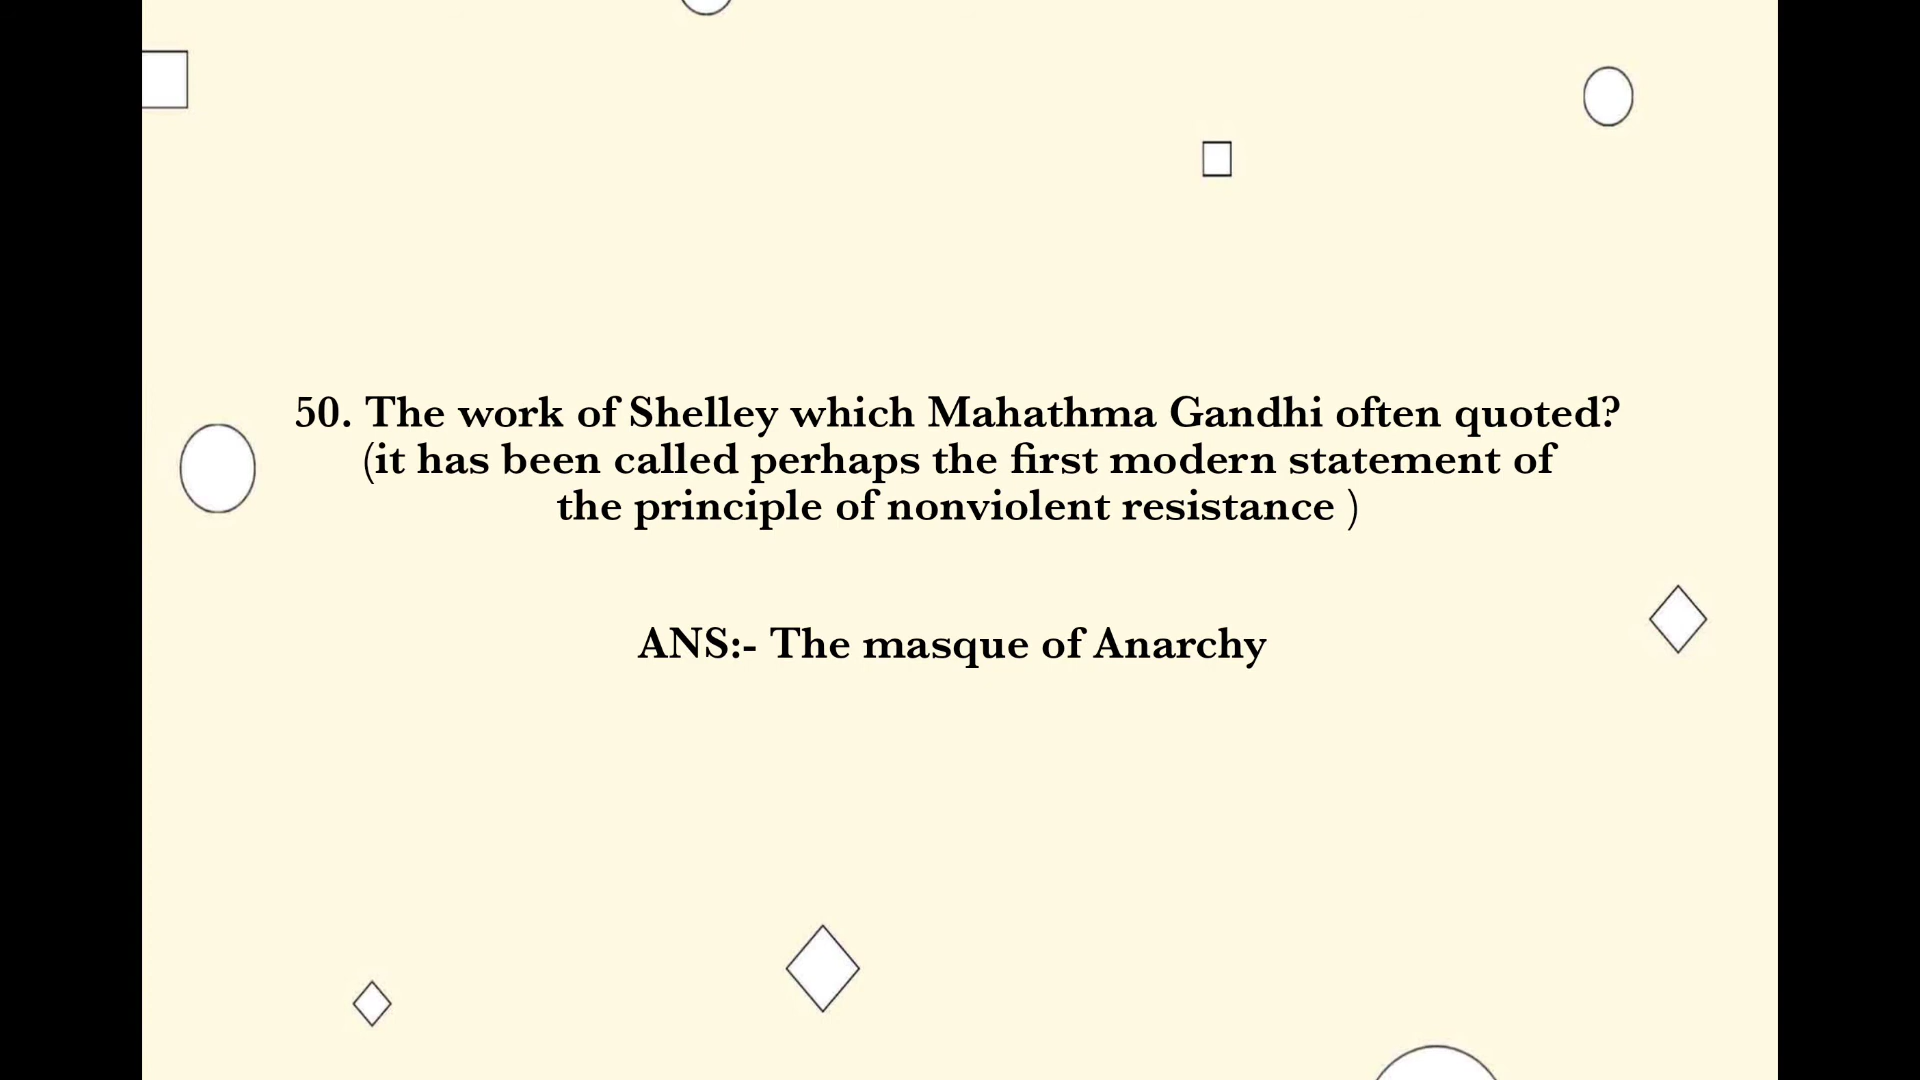 50. The work of Shelley which Mahathma Gandhi often quoted?
(it has been called perhaps the first modern statement of
the principle of nonviolent resistance )
ANS:- The masque of Anarchy